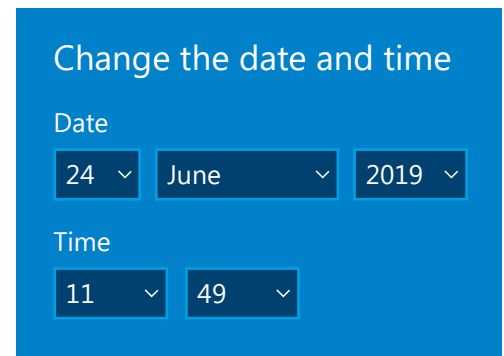 Change the date and time
Date
24 June 2019
Time
11 49